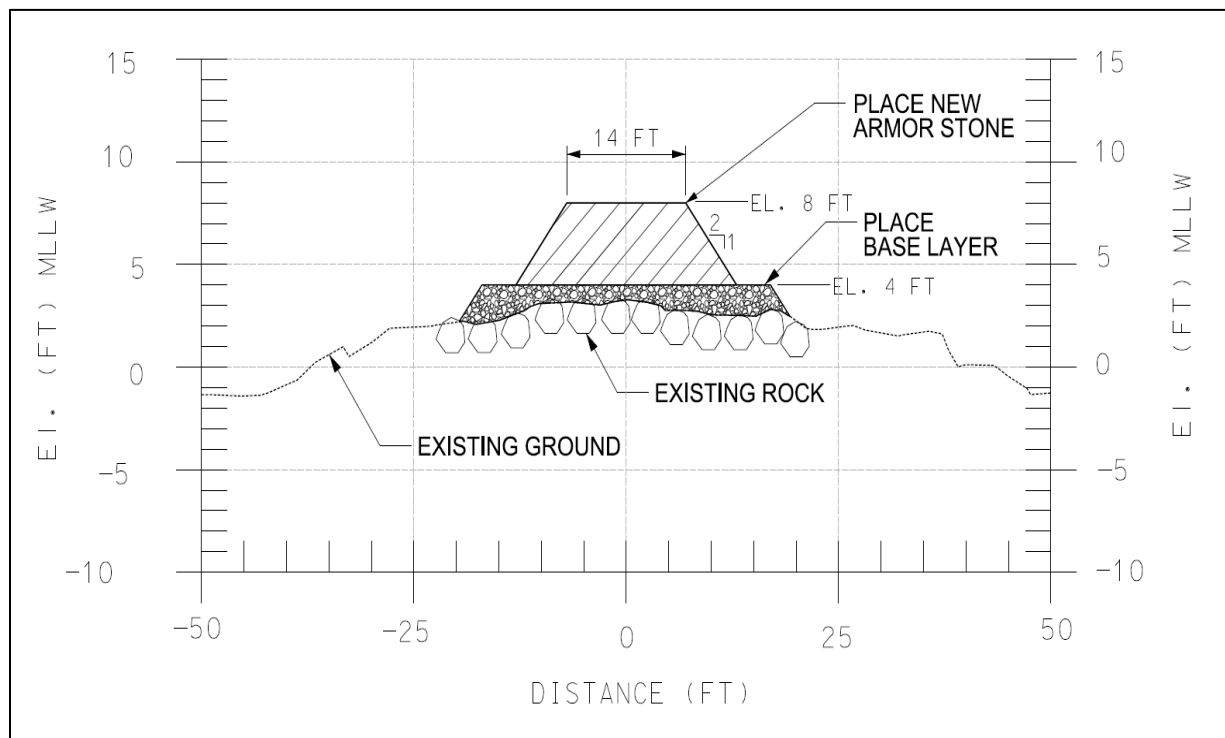 15
10
5
0
-5
-10
El. (FT) MLLW
14 FT
PLACE NEW
ARMOR STONE
EL. 8 FT
2
1
PLACE
BASE LAYER
EL. 4 FT
EXISTING ROCK
EXISTING GROUND
15
10
5
0
-5
-10
El. (FT) MLLW
-50
-25
0
25
50
DISTANCE (FT)